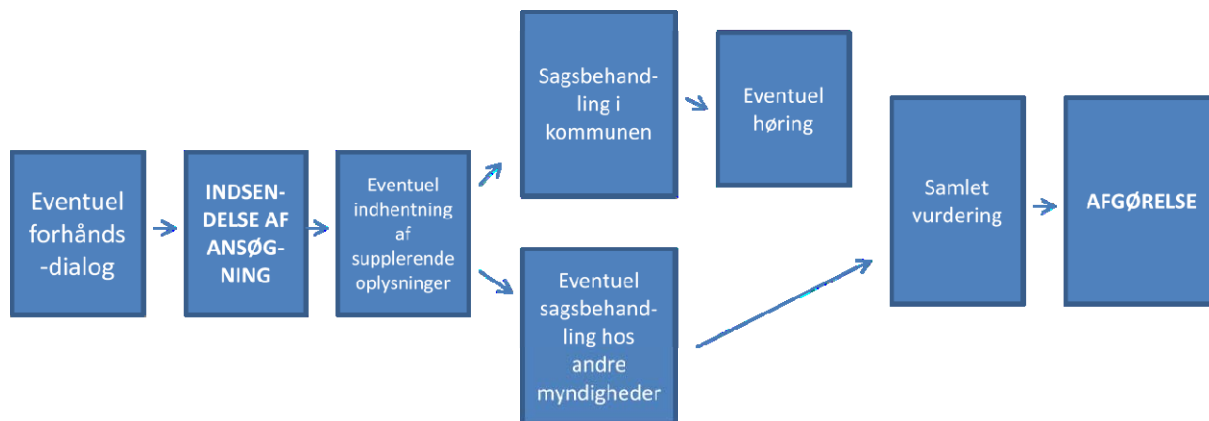 Eventuel
forhånds
-dialog
INDSEN-
DELSE AF
ANSØG-
NING
Eventuel
indhentning
af
supplerende
oplysninger
Sagsbehand-
ling i
kommunen
Eventuel
høring
Eventuel
sagsbehand-
ling hos
andre
myndigheder
Samlet
vurdering
AFGØRELSE